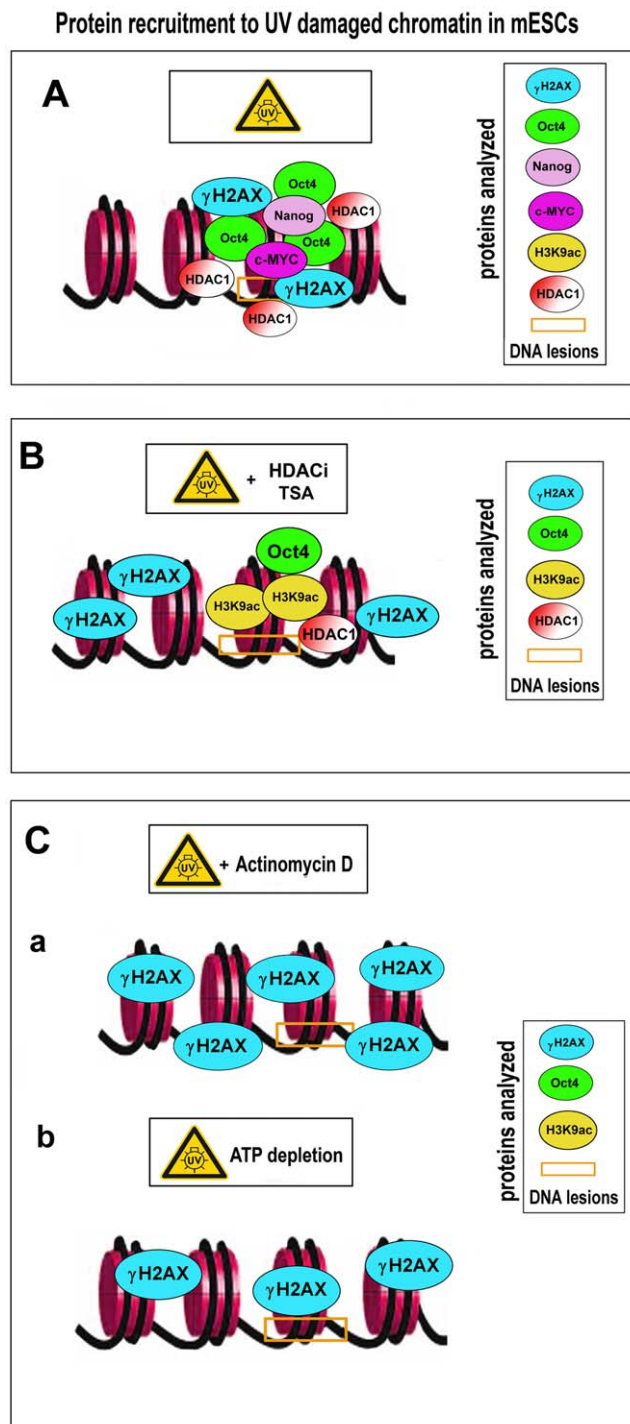 Protein recruitment to UV damaged chromatin in mESCs
A
UV
γH2AX
Oct4
Nanog
HDAC1
Oct4
Oct4
c-MYC
HDAC1
γH2AX
HDAC1
proteins analyzed
γH2AX
Oct4
Nanog
c-MYC
H3K9ac
HDAC1
DNA lesions
B
UV
+ HDACi
TSA
γH2AX
γH2AX
Oct4
H3K9ac
H3K9ac
HDAC1
γH2AX
proteins analyzed
γH2AX
Oct4
H3K9ac
HDAC1
DNA lesions
C
UV
+ Actinomycin D
a
γH2AX
γH2AX
γH2AX
γH2AX
γH2AX
b
UV
ATP depletion
γH2AX
γH2AX
γH2AX
proteins analyzed
γH2AX
Oct4
H3K9ac
DNA lesions